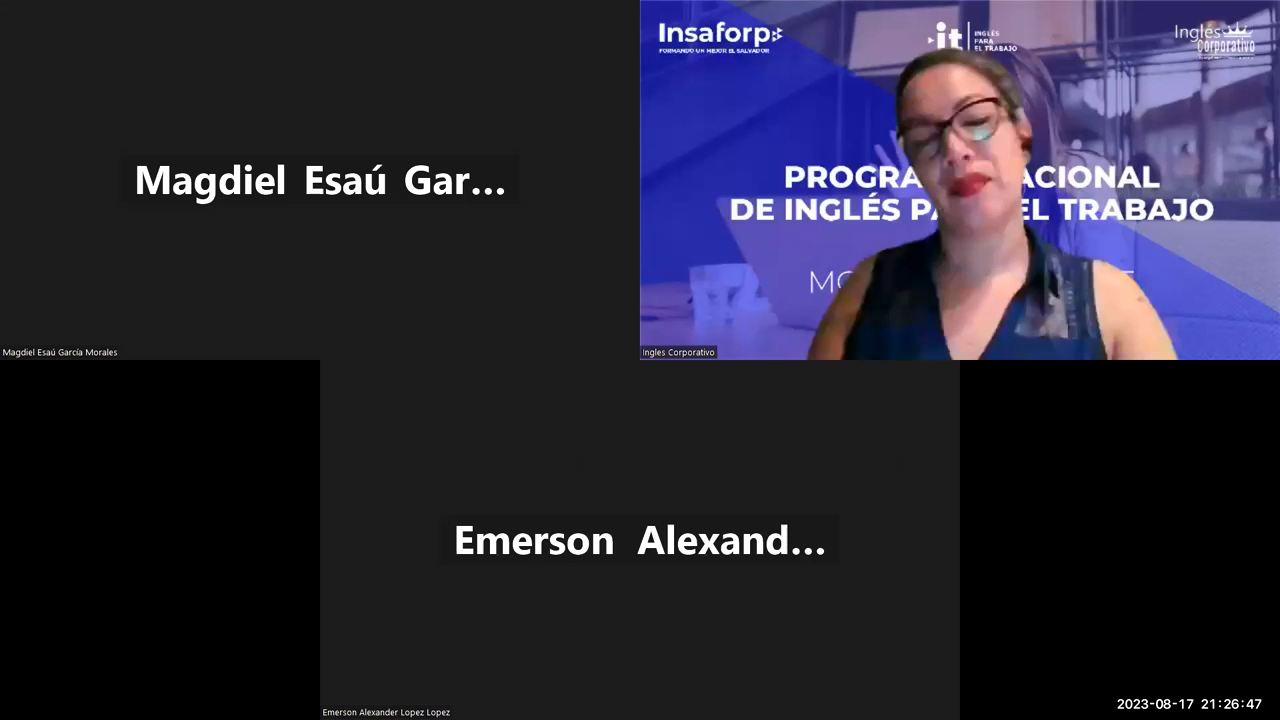 Magdiel Esaú Gar...
Magdiel Esaú García Morales
Insaforp
FORMANDO UN MEJOR EL SALVADOR
it
INGLÉS
PARA
EL TRABAJO
Inglés
Corporativo
PROGRA ACIONAL
DE INGLÉS PA EL TRABAJO
Ingles Corporativo
Emerson Alexand...
Emerson Alexander Lopez Lopez
2023-08-17 21:26:47